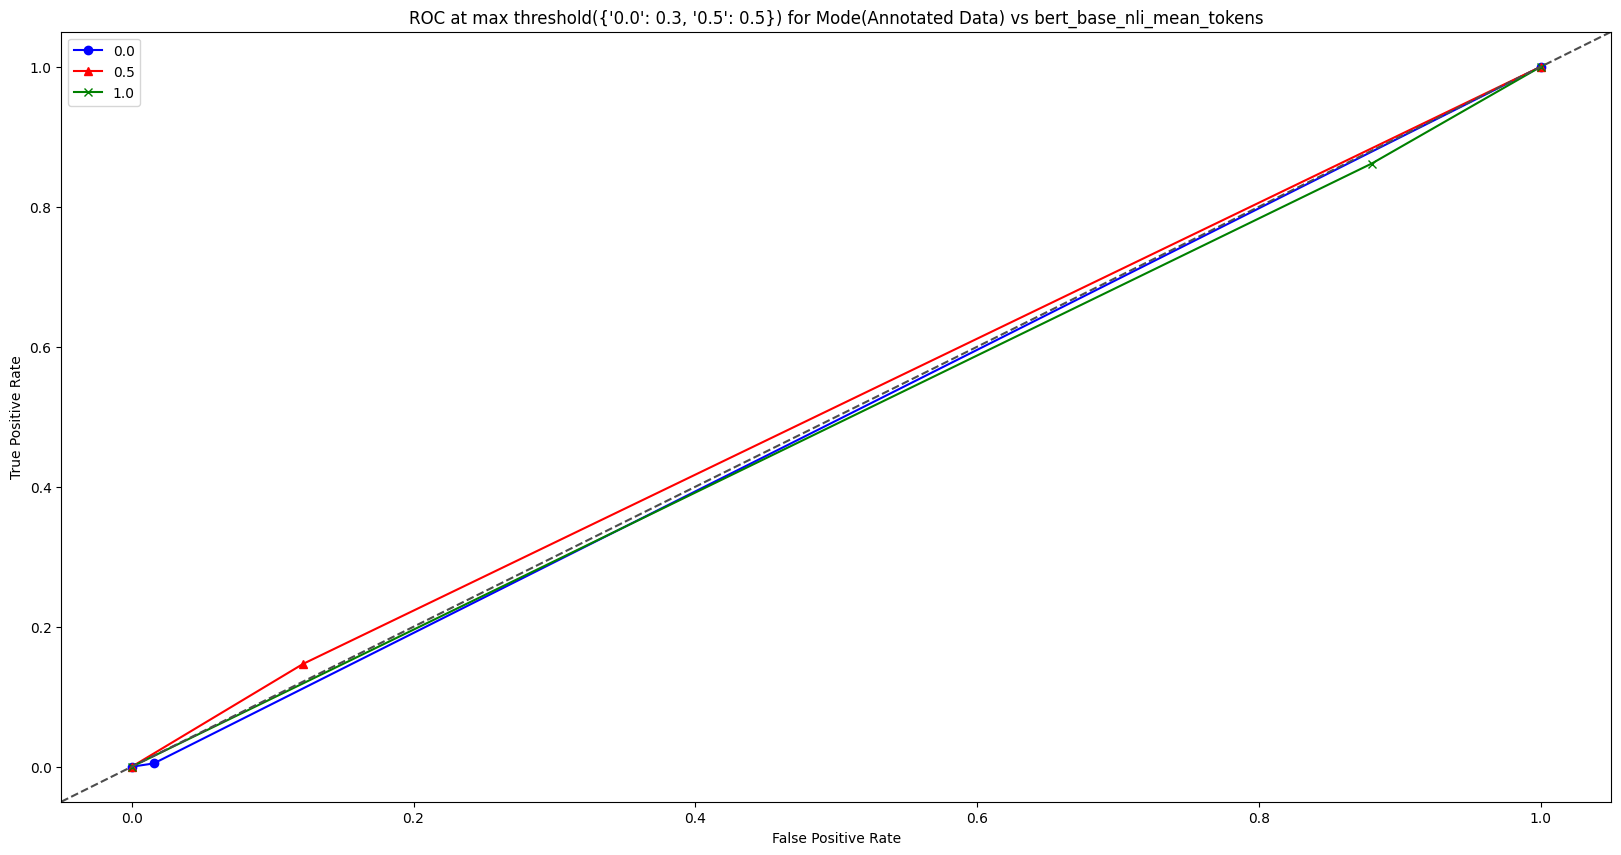 ROC at max threshold({'0.0': 0.3, '0.5': 0.5}) for Mode(Annotated Data) vs bert_base_nli_mean_tokens
0.0
0.5
1.0
1.0
0.8
0.6
0.4
0.2
0.0
True Positive Rate
0.0 0.2 0.4 0.6 0.8 1.0
False Positive Rate